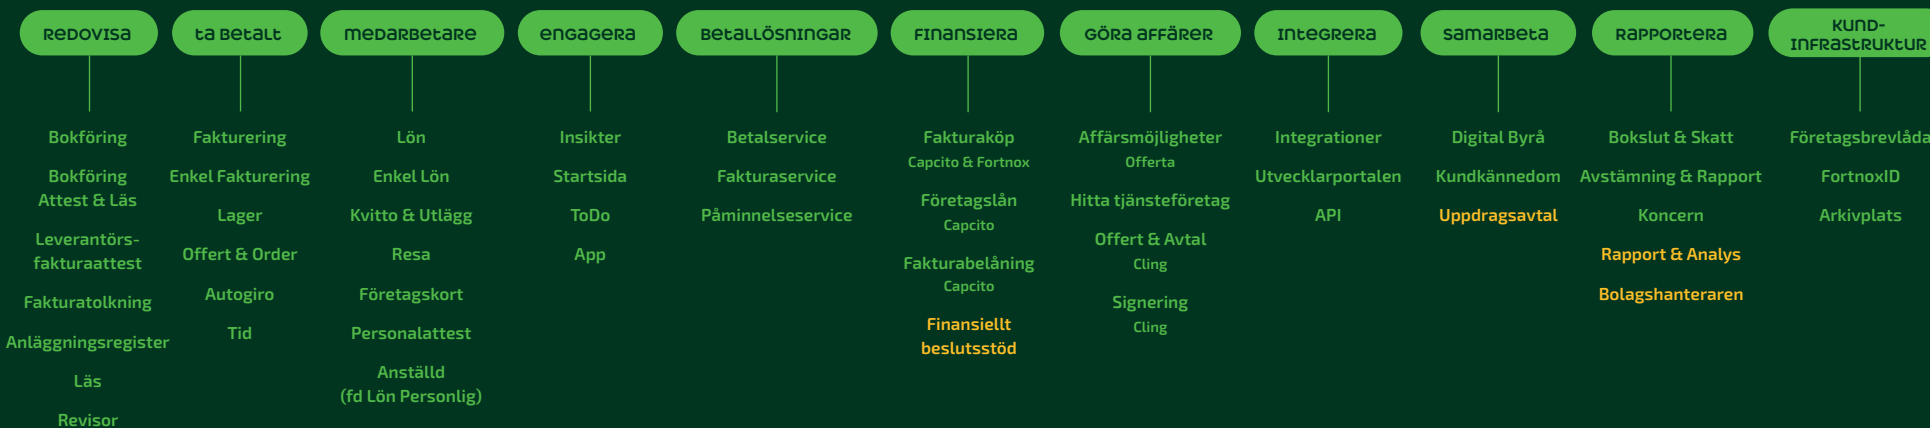 REDOVISA
Bokföring
Bokföring
Attest & Läs
Leverantörs-
fakturaattest
Fakturatolkning
Anläggningsregister
Läs
Revisor
TA BETALT
Fakturering
Enkel Fakturering
Lager
Offert & Order
Autogiro
Tid
MEDARBETARE
Lön
Enkel Lön
Kvitto & Utlägg
Resa
Företagskort
Personalattest
Anställd
(fd Lön Personlig)
ENGAGERA
Insikter
Startsida
ToDo
App
BETALLÖSNINGAR
Betalservice
Fakturaservice
Påminnelseservice
FINANSIERA
Fakturaköp
Capcito & Fortnox
Företagslån
Capcito
Fakturabelåning
Capcito
Finansiellt
beslutsstöd
GÖRA AFFÄRER
Affärsmöjligheter
Offerta
Hitta tjänsteföretag
Offert & Avtal
Cling
Signering
Cling
INTEGRERA
Integrationer
Utvecklarportalen
API
SAMARBETA
Digital Byrå
Kundkännedom
Uppdragsavtal
RAPPORTERA
Bokslut & Skatt
Avstämning & Rapport
Koncern
Rapport & Analys
Bolagshanteraren
KUND-
INFRASTRUKTUR
Företagsbrevlåda
FortnoxID
Arkivplats